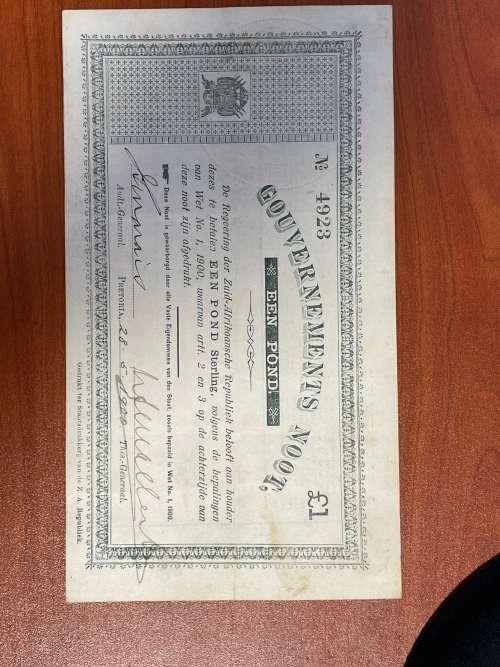 № 4923
£1
GOUVERNEMENTS NOOT,
EEN POND.
De Regeering der Zuid-Afrikaansche Republiek belooft aan houder
dezes te betalen EEN POND Sterling, volgens de bepalingen
van Wet No. 1, 1900, waarvan artt. 2 en 3 op de achterzijde van
deze noot zijn afgedrukt.
Deze Noot is gewaarborgd door alle Vaste Eigendommen van den Staat, zooals bepaald in Wet No. 1, 1900.
Audt.-Generaal. PRETORIA, 28 5 1900 Thes.-Generaal.
Gedrukt ter Staatsdrukkerij van de Z. A. Republiek.